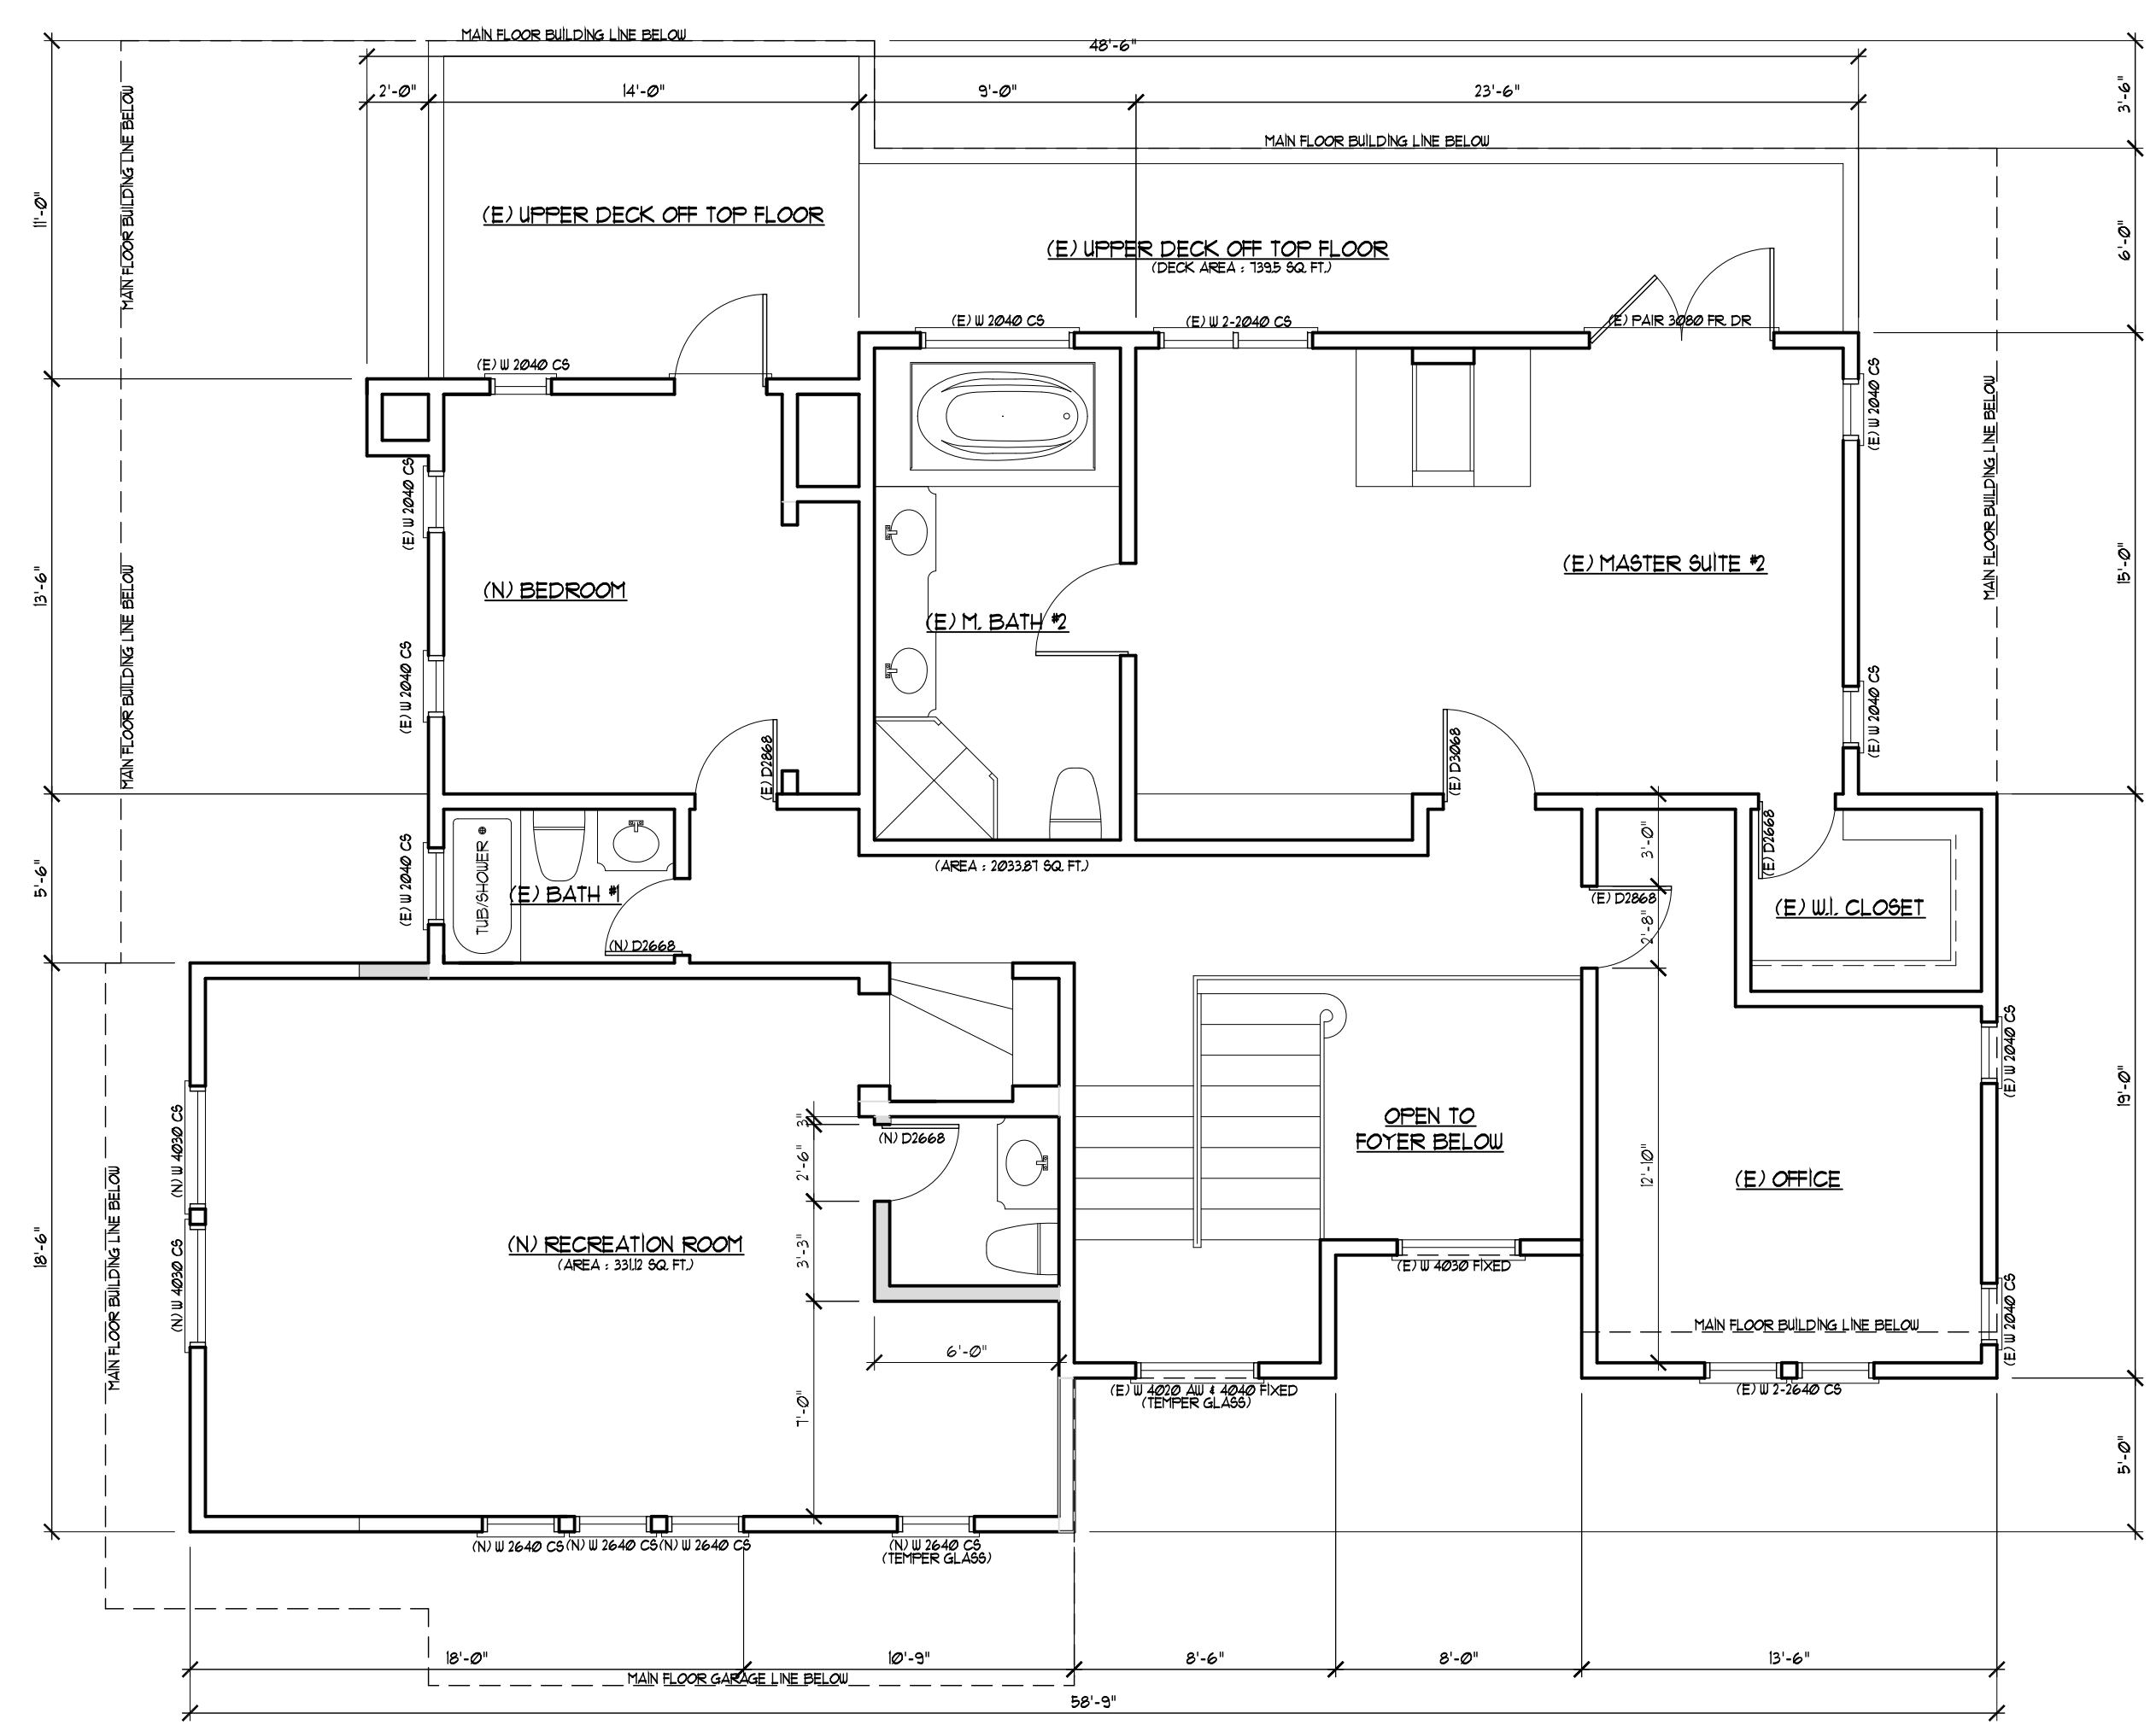 MAIN FLOOR BUILDING LINE BELOW
48'-6"
2'-0"
14'-0"
9'-0"
23'-6"
3'-6"
MAIN FLOOR BUILDING LINE BELOW
MAIN FLOOR BUILDING LINE BELOW
11'-0"
(E) UPPER DECK OFF TOP FLOOR
(E) UPPER DECK OFF TOP FLOOR
(DECK AREA : 739.5 SQ. FT.)
6'-0"
(E) W 2040 CS
(E) W 2-2040 CS
(E) PAIR 3080 FR. DR
(E) W 2040 CS
(E) W 2040 CS
(E) W 2040 CS
MAIN FLOOR BUILDING LINE BELOW
13'-6"
MAIN FLOOR BUILDING LINE BELOW
(N) BEDROOM
(E) M. BATH #2
(E) MASTER SUITE #2
15'-0"
(E) W 2040 CS
(E) W 2040 CS
(E) D2868
(E) D3068
(E) D2668
5'-6"
(E) W 2040 CS
TUB/SHOWER
(E) BATH #1
(N) D2668
(AREA : 2033.87 SQ. FT.)
3'-0"
(E) D2868
2'-8"
(E) W.I. CLOSET
(E) W 2040 CS
19'-0"
MAIN FLOOR BUILDING LINE BELOW
18'-6"
(N) W 4030 CS
(N) W 4030 CS
(N) RECREATION ROOM
(AREA : 331.12 SQ. FT.)
3"
2'-6"
3'-3"
7'-0"
(N) D2668
6'-0"
OPEN TO
FOYER BELOW
12'-10"
(E) OFFICE
(E) W 4030 FIXED
MAIN FLOOR BUILDING LINE BELOW
(E) W 2040 CS
(E) W 4020 AW & 4040 FIXED
(TEMPER GLASS)
(E) W 2-2640 CS
5'-0"
(N) W 2640 CS
(N) W 2640 CS
(N) W 2640 CS
(N) W 2640 CS
(TEMPER GLASS)
18'-0"
10'-9"
8'-6"
8'-0"
13'-6"
MAIN FLOOR GARAGE LINE BELOW
58'-9"